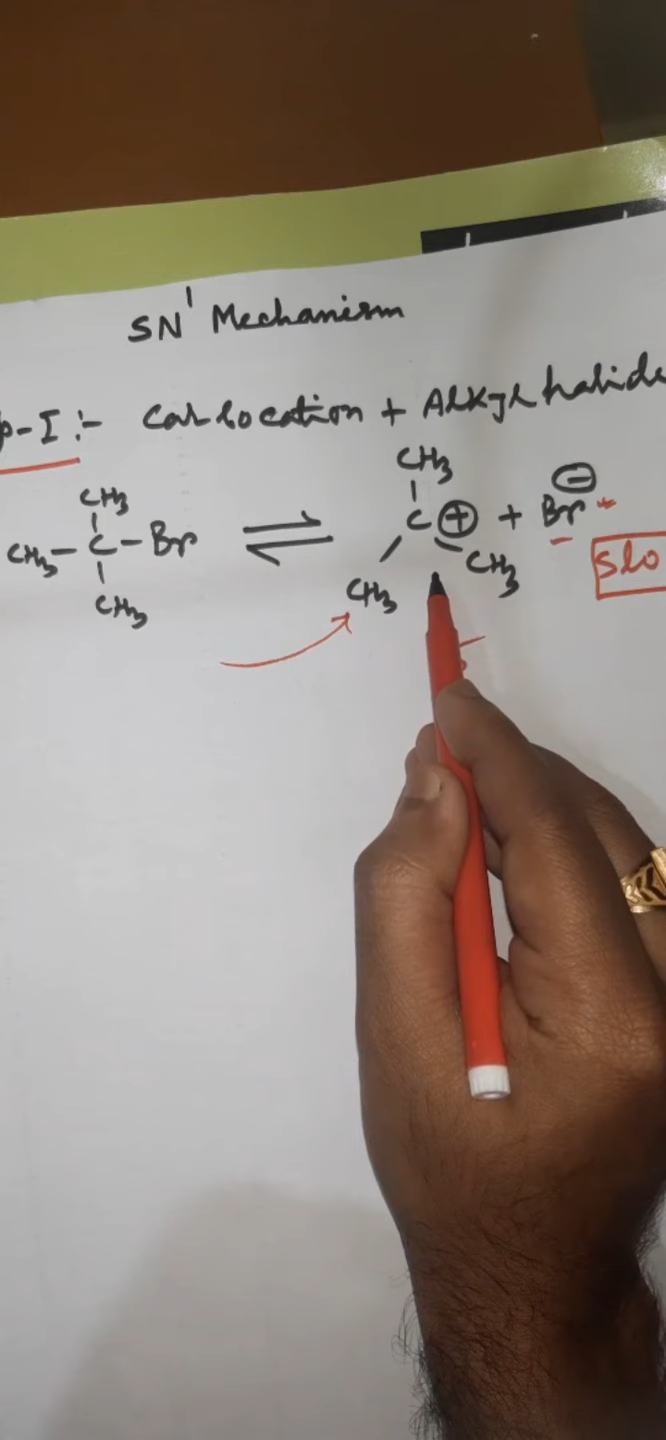 SN¹ Mechanism
p-I :- Carbocation + Alkyl halide
CH3
CH3
CH3-C-Br ⇌ C⊕ + Br⊖
CH3 CH3
CH3
slo